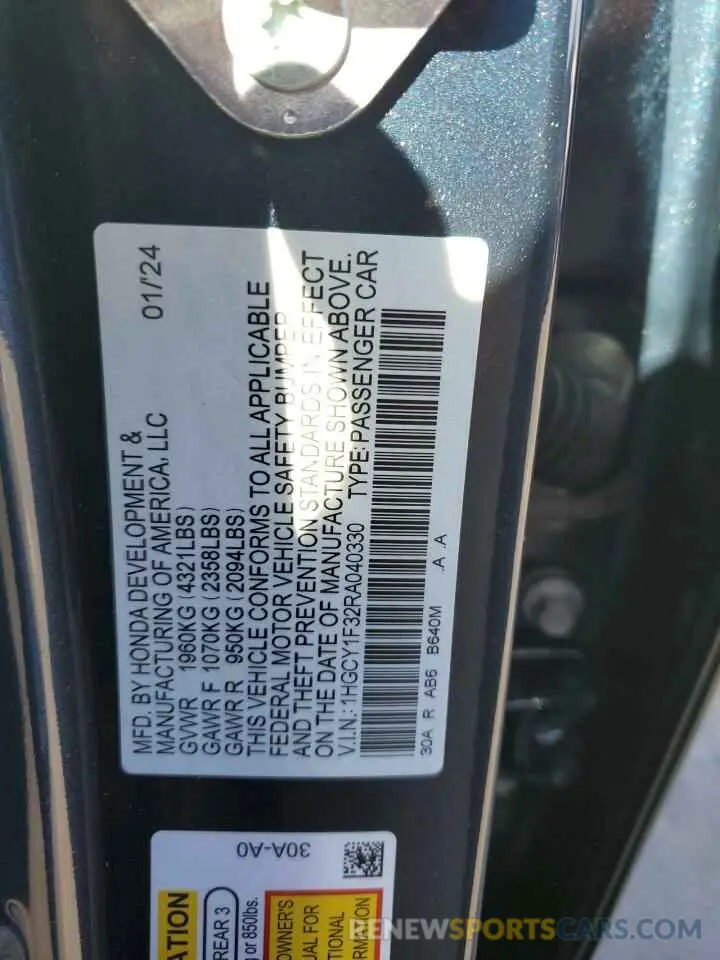 MFD. BY HONDA DEVELOPMENT & 01/'24
MANUFACTURING OF AMERICA, LLC
GVWR 1960KG (4321LBS)
GAWR F 1070KG (2358LBS)
GAWR R 950KG (2094LBS)
THIS VEHICLE CONFORMS TO ALL APPLICABLE
FEDERAL MOTOR VEHICLE SAFETY BUMPER
AND THEFT PREVENTION STANDARDS IN EFFECT
ON THE DATE OF MANUFACTURE SHOWN ABOVE.
V.I.N.: 1HGCY1F32RA040330 TYPE: PASSENGER CAR
30A R AB6 B640M .A .A
30A-A0
ATION
REAR 3
or 850lbs.
OWNER'S
UAL FOR
TIONAL
RMATION
RENEWSPORTSCARS.COM